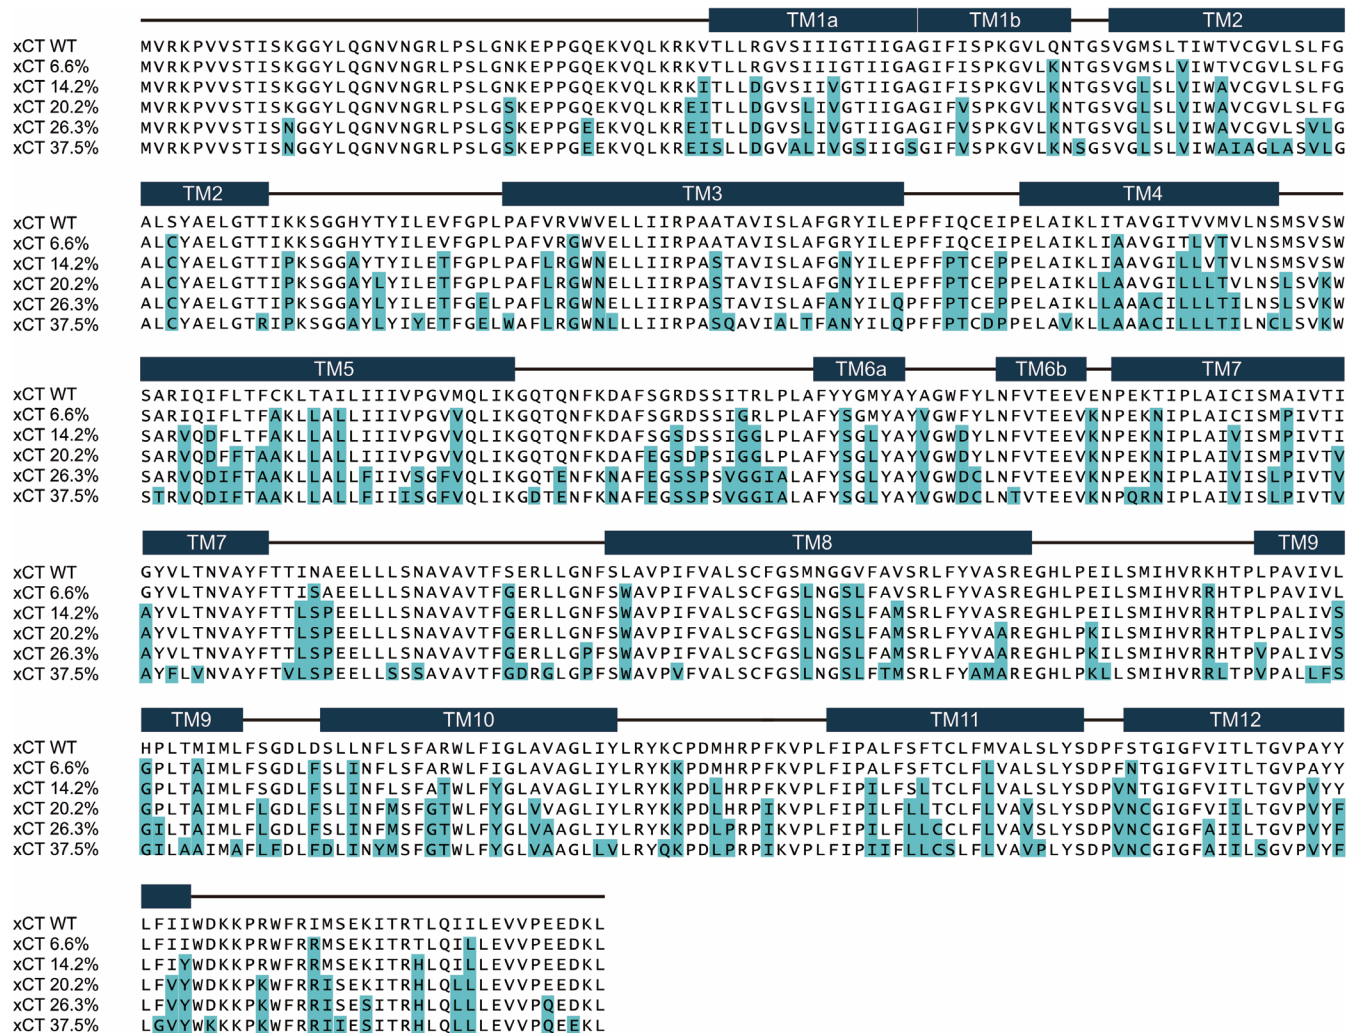 TM1a TM1b TM2
xCT WT MVRKPVVSTISKGGYLQGNVNGRLPSLGNKEPPGQEKVQLKRKVTLLRGVSIIIGTIIGAGIFISPKGVLQNTGSVGMSLTIWTVCGVLSLFG
xCT 6.6% MVRKPVVSTISKGGYLQGNVNGRLPSLGNKEPPGQEKVQLKRKVTLLRGVSIIIGTIIGAGIFISPKGVLKNTGSVGMSLVIWTVCGVLSLFG
xCT 14.2% MVRKPVVSTISKGGYLQGNVNGRLPSLGNKEPPGQEKVQLKRKITLLDGVSIIVGTIIGAGIFISPKGVLKNTGSVGLSLVIWAVCGVLSLFG
xCT 20.2% MVRKPVVSTISKGGYLQGNVNGRLPSLGSKEPPGQEKVQLKREITLLDGVSLIVGTIIGAGIFVSPKGVLKNTGSVGLSLVIWAVCGVLSLFG
xCT 26.3% MVRKPVVSTISNGGYLQGNVNGRLPSLGSKEPPGEEKVQLKREITLLDGVSLIVGTIIGAGIFVSPKGVLKNTGSVGLSLVIWAVCGVLSVLG
xCT 37.5% MVRKPVVSTISNGGYLQGNVNGRLPSLGSKEPPGEEKVQLKREISLLDGVALIVGSIIGSGIFVSPKGVLKNSGSVGLSLVIWAIAGLASVLG
TM2 TM3 TM4
xCT WT ALSYAELGTTIKKSGGHYTYILEVFGPLPAFVRVWVELLIIRPAATAVISLAFGRYILEPFFIQCEIPELAIKLITAVGITVVMVLNSMSVSW
xCT 6.6% ALCYAELGTTIKKSGGHYTYILEVFGPLPAFVRGWVELLIIRPAATAVISLAFGRYILEPFFIQCEIPELAIKLIAAVGITLVTVLNSMSVSW
xCT 14.2% ALCYAELGTTIPKSGGAYTYILETFGPLPAFLRGWNELLIIRPASTAVISLAFGNYILEPFFPTCEPPELAIKLIAAVGILLVTVLNSMSVSW
xCT 20.2% ALCYAELGTTIPKSGGAYLYILETFGPLPAFLRGWNELLIIRPASTAVISLAFGNYILEPFFPTCEPPELAIKLLAAVGILLLTVLNSLSVKW
xCT 26.3% ALCYAELGTTIPKSGGAYLYILETFGELPAFLRGWNELLIIRPASTAVISLAFANYILQPFFPTCEPPELAIKLLAAACILLLTILNSLSVKW
xCT 37.5% ALCYAELGTRIPKSGGAYLYIYETFGELWAFLRGWNLLLIIRPASQAVIALTFANYILQPFFPTCDPPELAVKLLAAACILLLTILNCLSVKW
TM5 TM6a TM6b TM7
xCT WT SARIQIFLTFCKLTAILIIIVPGVMQLIKGQTQNFKDAFSGRDSSITRLPLAFYYGMYAYAGWFYLNFVTEEVENPEKTIPLAICISMAIVTI
xCT 6.6% SARIQIFLTFAKLLALLIIIVPGVVQLIKGQTQNFKDAFSGRDSSIGRLPLAFYSGMYAYVGWFYLNFVTEEVKNPEKNIPLAICISMPIVTI
xCT 14.2% SARVQDFLTFAKLLALLIIIVPGVVQLIKGQTQNFKDAFSGSDSSIGGLPLAFYSGLYAYVGWDYLNFVTEEVKNPEKNIPLAIVISMPIVTI
xCT 20.2% SARVQDFFTAAKLLALLIIIVPGVVQLIKGQTQNFKDAFEGSDPSIGGLPLAFYSGLYAYVGWDYLNFVTEEVKNPEKNIPLAIVISMPIVTV
xCT 26.3% SARVQDIFTAAKLLALLFIIVSGFVQLIKGQTENFKNAFEGSSPSVGGIALAFYSGLYAYVGWDCLNFVTEEVKNPEKNIPLAIVISLPIVTV
xCT 37.5% STRVQDIFTAAKLLALLFIIISGFVQLIKGDTENFKNAFEGSSPSVGGIALAFYSGLYAYVGWDCLNTVTEEVKNPQRNIPLAIVISLPIVTV
TM7 TM8 TM9
xCT WT GYVLTNVAYFTTINAEELLLSNAVAVTFSERLLGNFSLAVPIFVALSCFGSMNGGVFAVSRLFYVASREGHLPEILSMIHVRKHTPLPAVIVL
xCT 6.6% GYVLTNVAYFTTISAEELLLSNAVAVTFGERLLGNFSWAVPIFVALSCFGSLNGSLFAVSRLFYVASREGHLPEILSMIHVRRHTPLPAVIVL
xCT 14.2% AYVLTNVAYFTTLSPEELLLSNAVAVTFGERLLGNFSWAVPIFVALSCFGSLNGSLFAMSRLFYVASREGHLPEILSMIHVRRHTPLPALIVS
xCT 20.2% AYVLTNVAYFTTLSPEELLLSNAVAVTFGERLLGNFSWAVPIFVALSCFGSLNGSLFAMSRLFYVAAREGHLPKILSMIHVRRHTPLPALIVS
xCT 26.3% AYVLTNVAYFTTLSPEELLLSNAVAVTFGERLLGPFSWAVPIFVALSCFGSLNGSLFAMSRLFYVAAREGHLPKILSMIHVRRHTPVPALIVS
xCT 37.5% AYFLVNVAYFTVLSPEELLSSSAVAVTFGDRGLGPFSWAVPVFVALSCFGSLNGSLFTMSRLFYAMAREGHLPKLLSMIHVRRLTPVPALLFS
TM9 TM10 TM11 TM12
xCT WT HPLTMIMLFSGDLDSLLNFLSFARWLFIGLAVAGLIYLRYKCPDMHRPFKVPLFIPALFSFTCLFMVALSLYSDPFSTGIGFVITLTGVPAYY
xCT 6.6% GPLTAIMLFSGDLFSLINFLSFARWLFIGLAVAGLIYLRYKKPDMHRPFKVPLFIPALFSFTCLFLVALSLYSDPFNTGIGFVITLTGVPAYY
xCT 14.2% GPLTAIMLFSGDLFSLINFLSFATWLFYGLAVAGLIYLRYKKPDLHRPFKVPLFIPILFSLTCLFLVALSLYSDPVNTGIGFVITLTGVPVYY
xCT 20.2% GPLTAIMLFLGDLFSLINFMSFGTWLFYGLVVAGLIYLRYKKPDLHRPIKVPLFIPILFLLTCLFLVAVSLYSDPVNCGIGFVIILTGVPVYF
xCT 26.3% GILTAIMLFLGDLFSLINFMSFGTWLFYGLVAAGLIYLRYKKPDLPRPIKVPLFIPILFLLCCLFLVAVSLYSDPVNCGIGFAIILTGVPVYF
xCT 37.5% GILAAIMAFLFDLFDLINYMSFGTWLFYGLVAAGLLVLRYQKPDLPRPIKVPLFIPIIFLLCSLFLVAVPLYSDPVNCGIGFAIILSGVPVYF
xCT WT LFIIWDKKPRWFRIMSEKITRTLQIILEVVPEEDKL
xCT 6.6% LFIIWDKKPRWFRRMSEKITRTLQILLEVVPEEDKL
xCT 14.2% LFIYWDKKPRWFRRMSEKITRHLQILLEVVPEEDKL
xCT 20.2% LFVYWDKKPKWFRRISEKITRHLQLLLEVVPEEDKL
xCT 26.3% LFVYWDKKPKWFRRISESITRHLQLLLEVVPQEDKL
xCT 37.5% LGVYWKKKPKWFRRIIESITRHLQLLLEVVPQEEKL